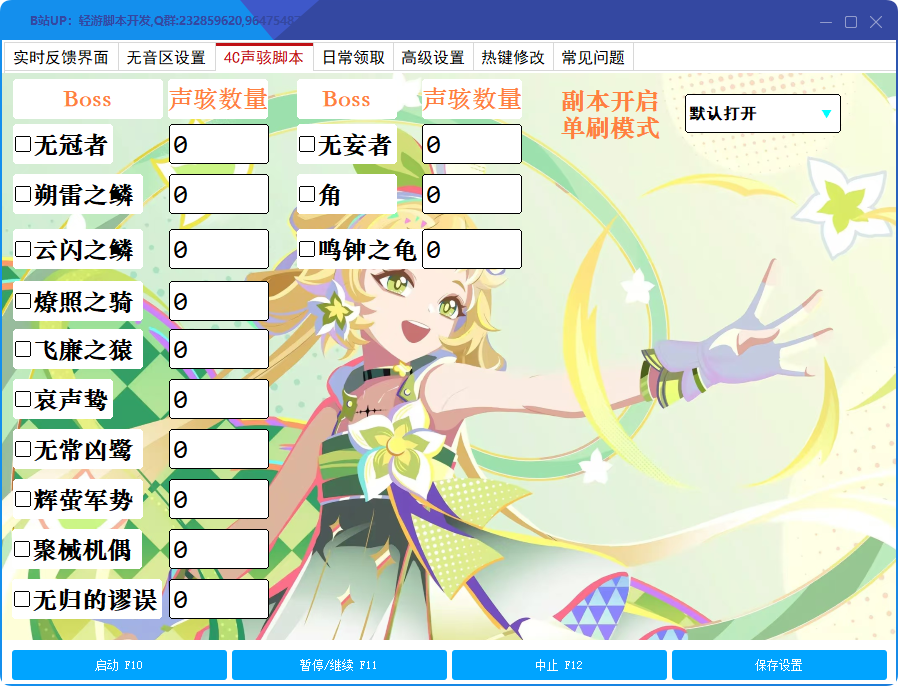 B站UP：轻游脚本开发,Q群:232859620,9647548
实时反馈界面 无音区设置 4C声骇脚本 日常领取 高级设置 热键修改 常见问题
Boss 声骇数量 Boss 声骇数量
副本开启
单刷模式
默认打开
无冠者 0 无妄者 0
朔雷之鳞 0 角 0
云闪之鳞 0 鸣钟之龟 0
燎照之骑 0
飞廉之猿 0
哀声鸷 0
无常凶鹭 0
辉萤军势 0
聚械机偶 0
无归的谬误 0
启动 F10 暂停/继续 F11 中止 F12 保存设置